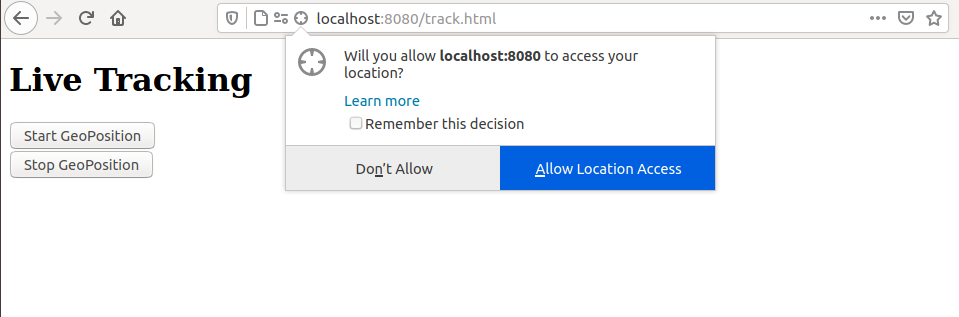 localhost:8080/track.html
Will you allow localhost:8080 to access your
location?
Learn more
Remember this decision
Don’t Allow
Allow Location Access
Live Tracking
Start GeoPosition
Stop GeoPosition